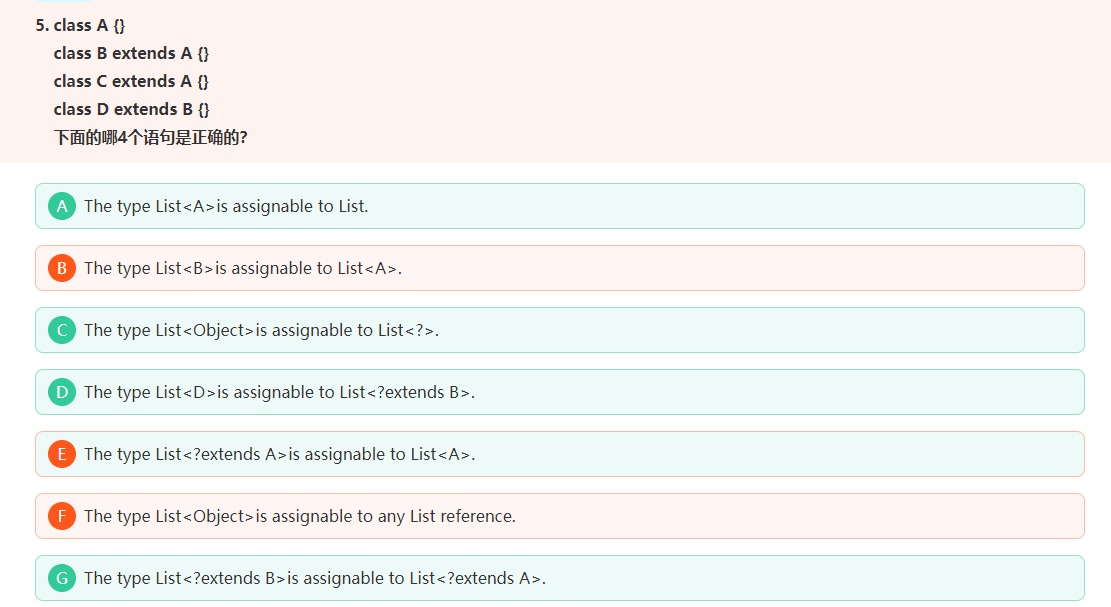 5. class A {}
class B extends A {}
class C extends A {}
class D extends B {}
下面的哪4个语句是正确的?
A The type List<A>is assignable to List.
B The type List<B>is assignable to List<A>.
C The type List<Object>is assignable to List<?>.
D The type List<D>is assignable to List<?extends B>.
E The type List<?extends A>is assignable to List<A>.
F The type List<Object>is assignable to any List reference.
G The type List<?extends B>is assignable to List<?extends A>.